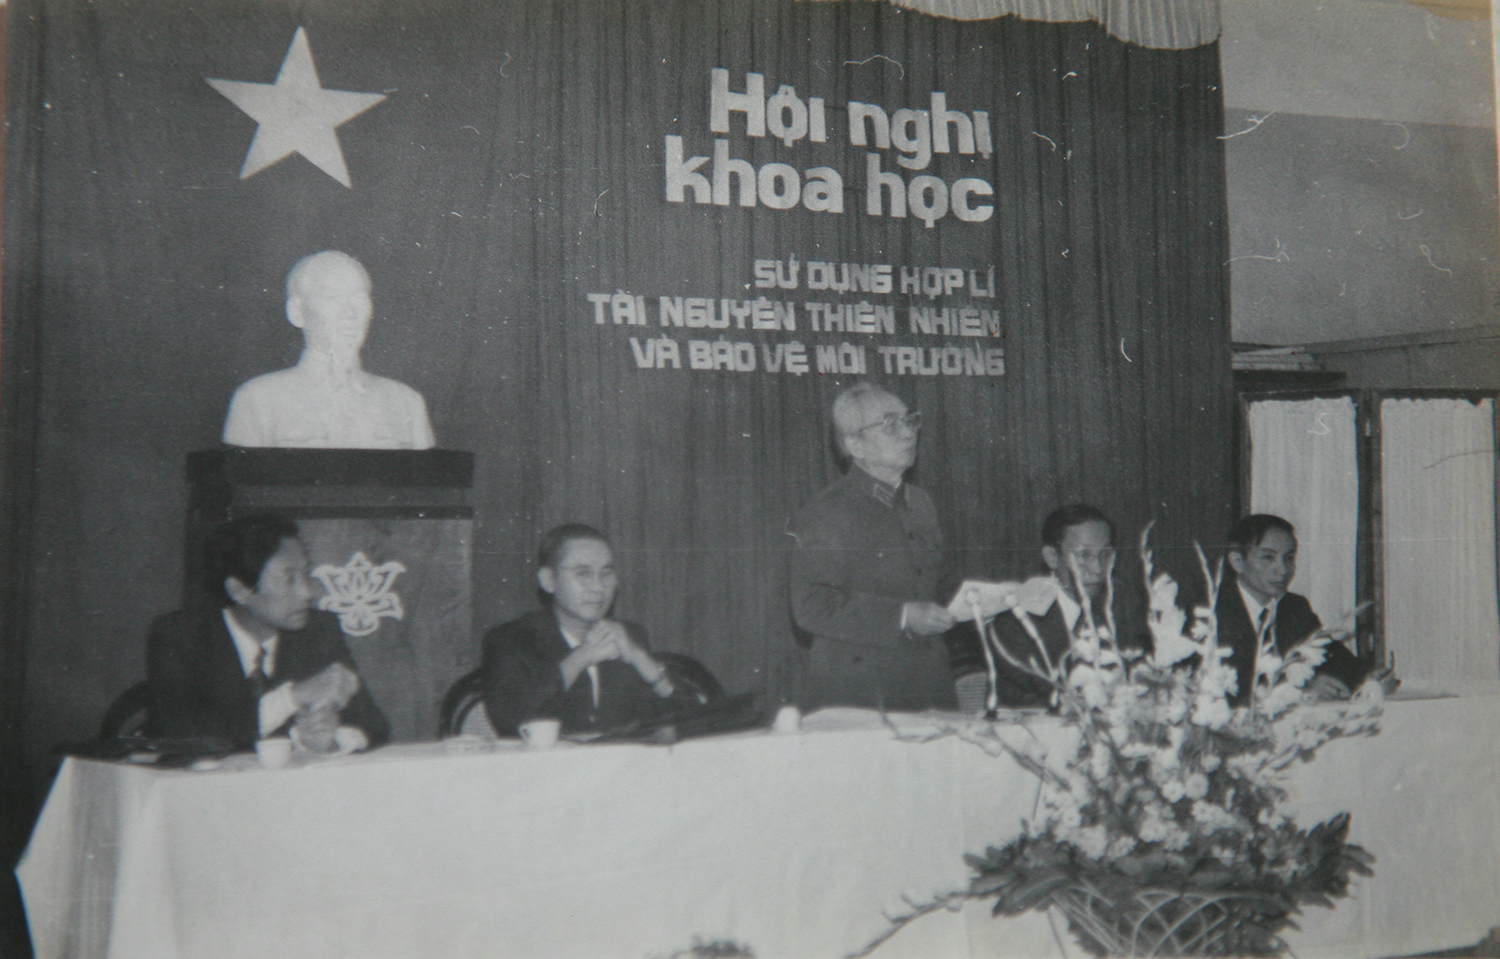 Hội nghị
khoa học
SỬ DỤNG HỢP LÍ
TÀI NGUYÊN THIÊN NHIÊN
VÀ BẢO VỆ MÔI TRƯỜNG